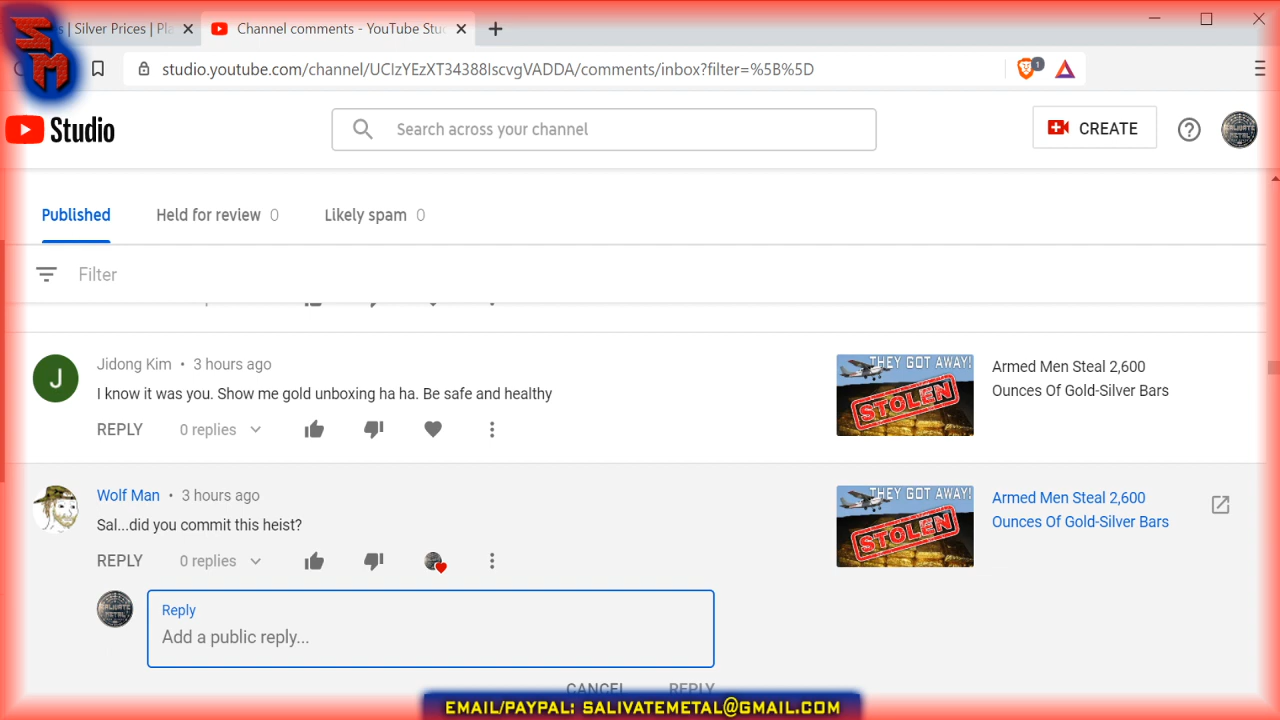 SM
s | Silver Prices | Pla
Channel comments - YouTube Stu
studio.youtube.com/channel/UCIzYEzXT34388IscvgVADDA/comments/inbox?filter=%5B%5D
1
Studio
Search across your channel
CREATE
Published
Held for review 0
Likely spam 0
Filter
J
Jidong Kim • 3 hours ago
I know it was you. Show me gold unboxing ha ha. Be safe and healthy
REPLY
0 replies
THEY GOT AWAY!
STOLEN
Armed Men Steal 2,600
Ounces Of Gold-Silver Bars
Wolf Man • 3 hours ago
Sal...did you commit this heist?
REPLY
0 replies
THEY GOT AWAY!
STOLEN
Armed Men Steal 2,600
Ounces Of Gold-Silver Bars
SALIVATE
METAL
Reply
Add a public reply...
CANCEL
REPLY
EMAIL/PAYPAL: SALIVATEMETAL@GMAIL.COM